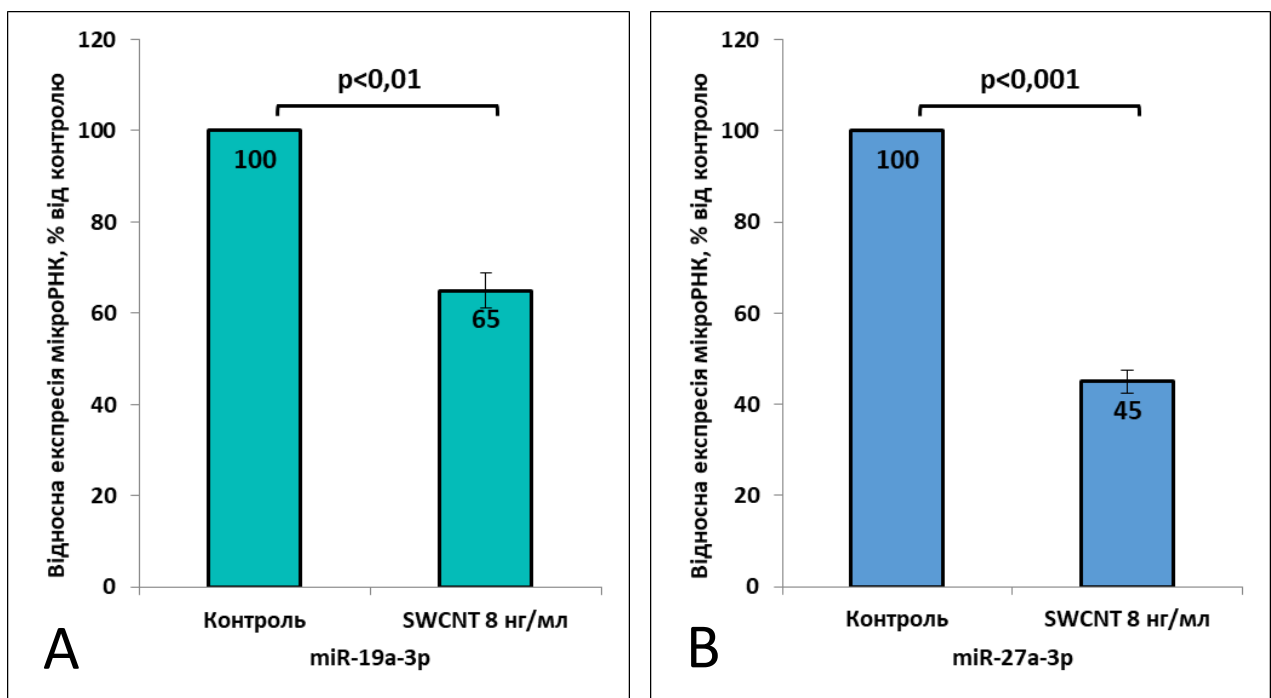 Відносна експресія мікроРНК, % від контролю
120
100
80
60
40
20
0
p<0,01
100
65
Контроль
SWCNT 8 нг/мл
miR-19a-3p
A
Відносна експресія мікроРНК, % від контролю
120
100
80
60
40
20
0
p<0,001
100
45
Контроль
SWCNT 8 нг/мл
miR-27a-3p
B